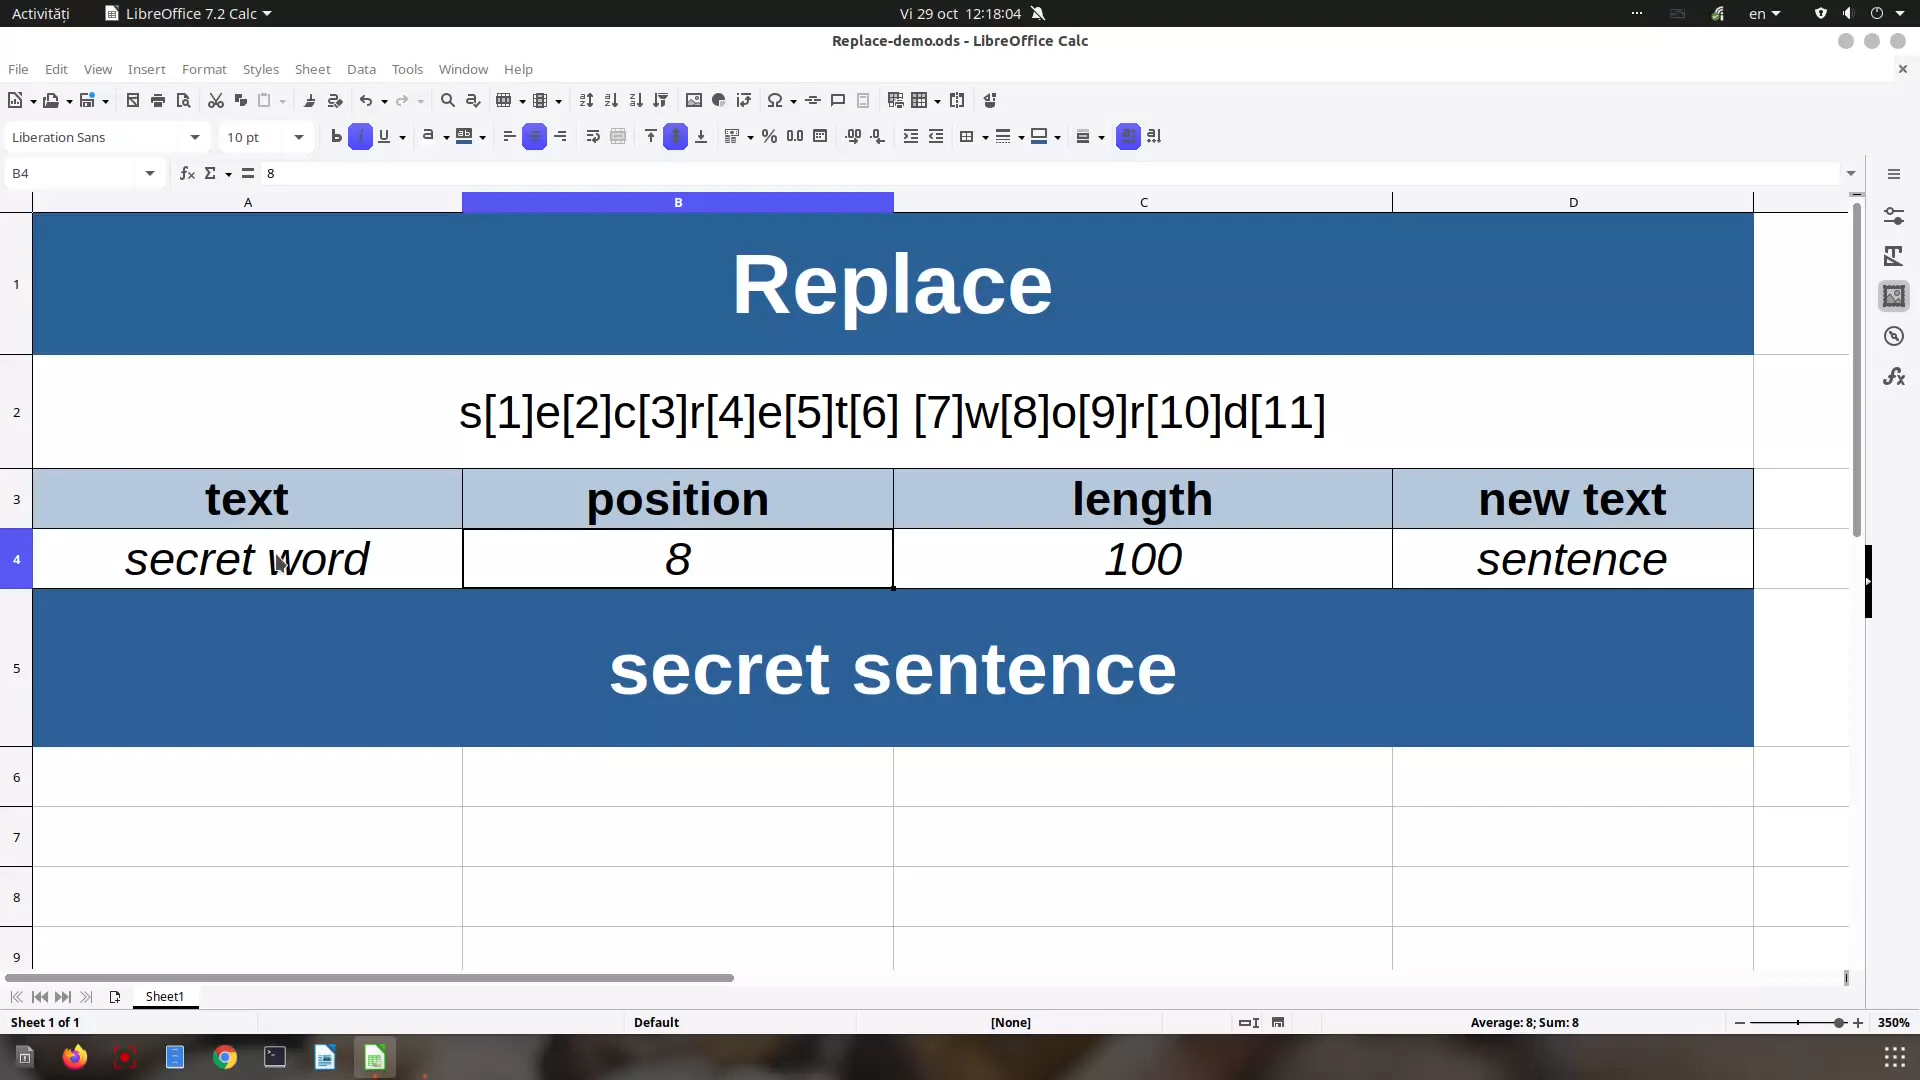 Activități LibreOffice 7.2 Calc Vi 29 oct 12:18:04 en
Replace-demo.ods - LibreOffice Calc
File Edit View Insert Format Styles Sheet Data Tools Window Help
Liberation Sans 10 pt
B4 8
A B C D
1 Replace
2 s[1]e[2]c[3]r[4]e[5]t[6] [7]w[8]o[9]r[10]d[11]
3 text position length new text
4 secret word 8 100 sentence
5 secret sentence
6
7
8
9
Sheet1
Sheet 1 of 1 Default [None] Average: 8; Sum: 8 350%